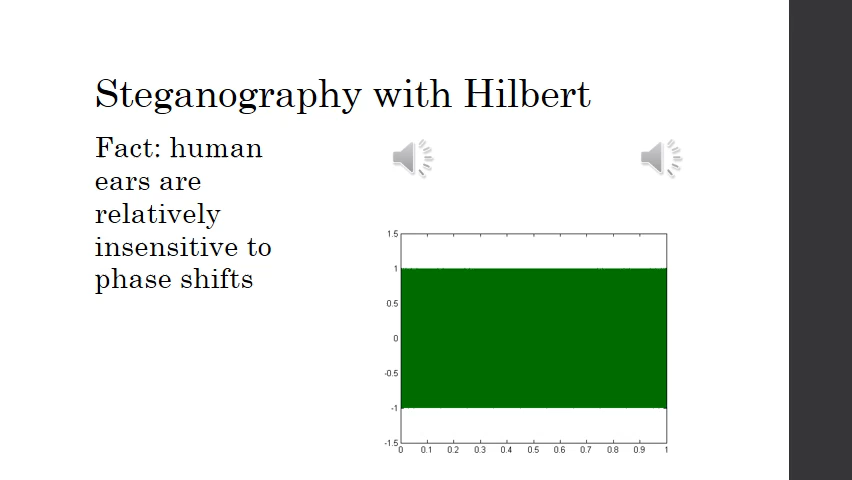 Steganography with Hilbert
Fact: human
ears are
relatively
insensitive to
phase shifts
1.5
1
0.5
0
-0.5
-1
-1.5
0 0.1 0.2 0.3 0.4 0.5 0.6 0.7 0.8 0.9 1